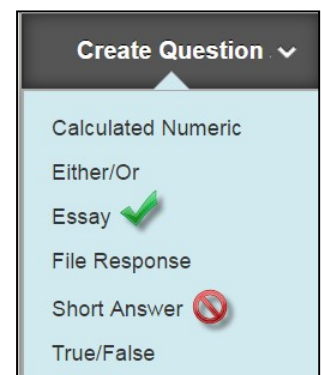 Create Question
Calculated Numeric
Either/Or
Essay
File Response
Short Answer
True/False